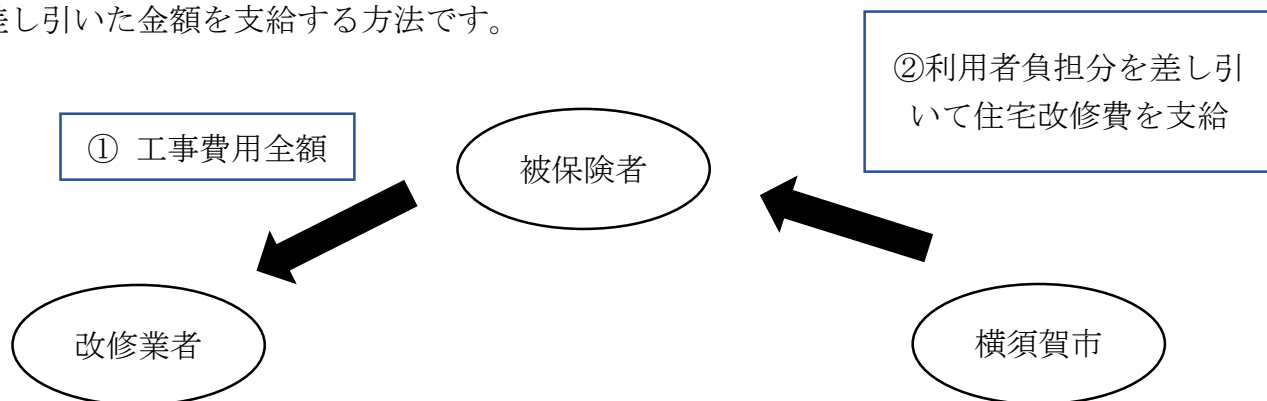 差し引いた金額を支給する方法です。
②利用者負担分を差し引
いて住宅改修費を支給
① 工事費用全額
被保険者
改修業者
横須賀市